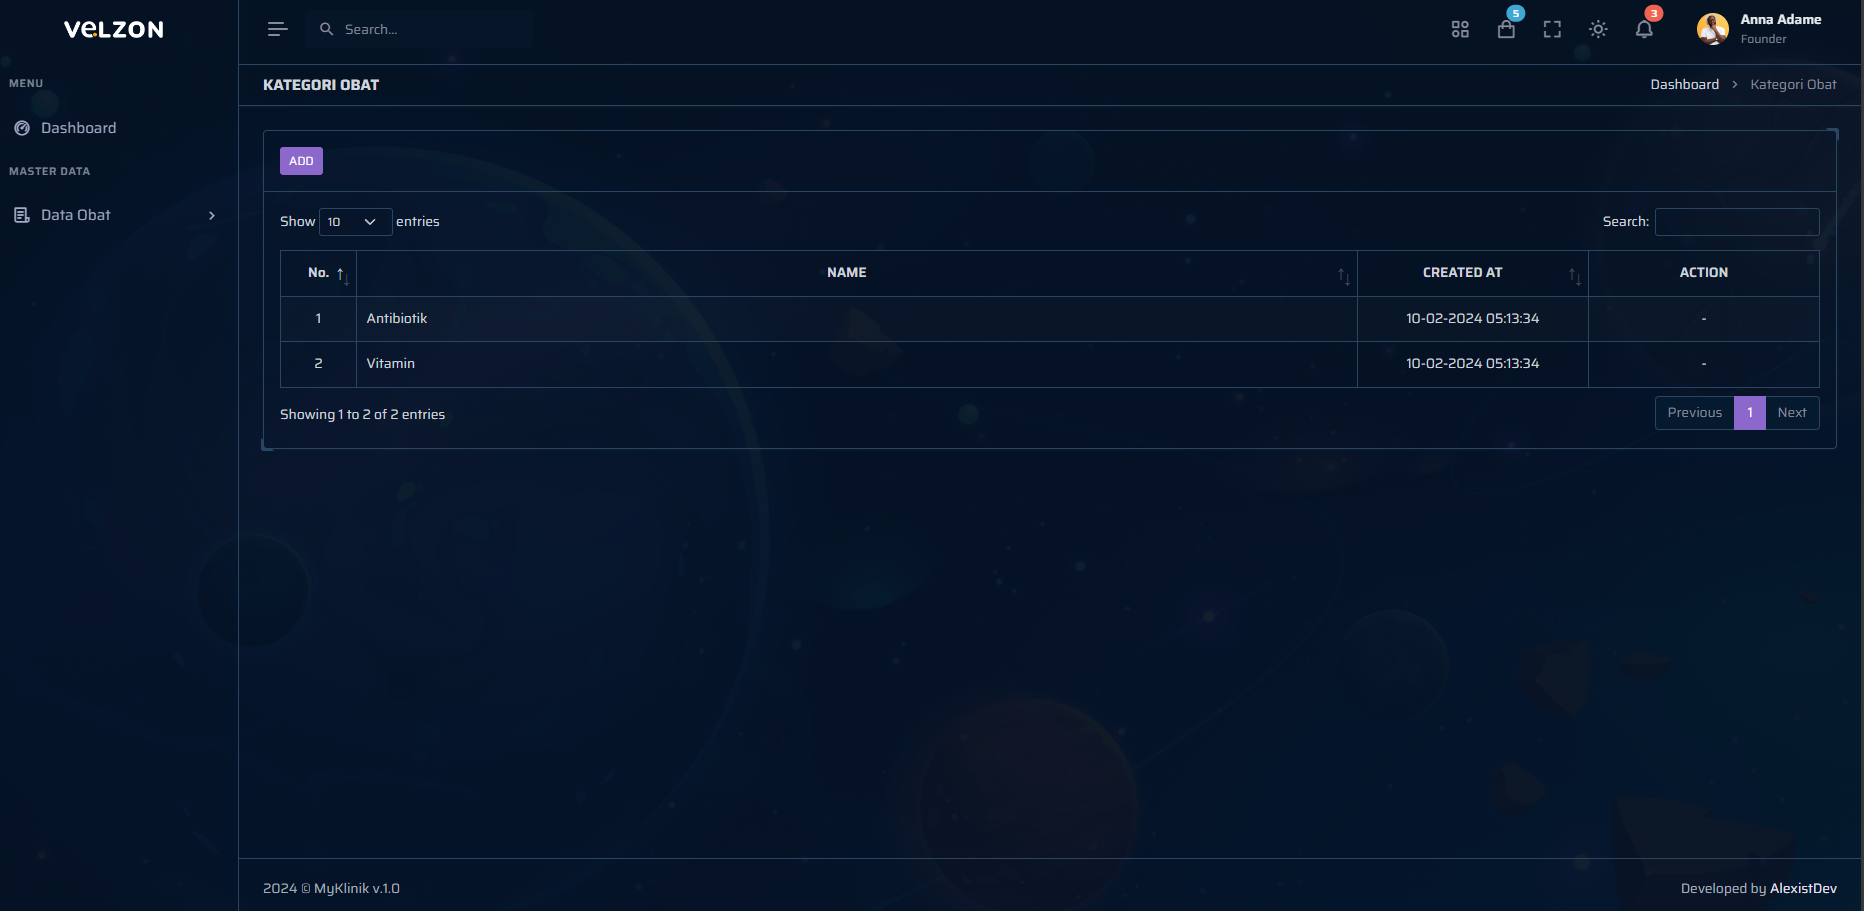 VELZON
Search...
5
3
Anna Adame
Founder
MENU
Dashboard
MASTER DATA
Data Obat
KATEGORI OBAT
Dashboard > Kategori Obat
ADD
Show 10 entries
Search:
No. NAME CREATED AT ACTION
1 Antibiotik 10-02-2024 05:13:34 -
2 Vitamin 10-02-2024 05:13:34 -
Showing 1 to 2 of 2 entries
Previous 1 Next
2024 © MyKlinik v.1.0
Developed by AlexistDev